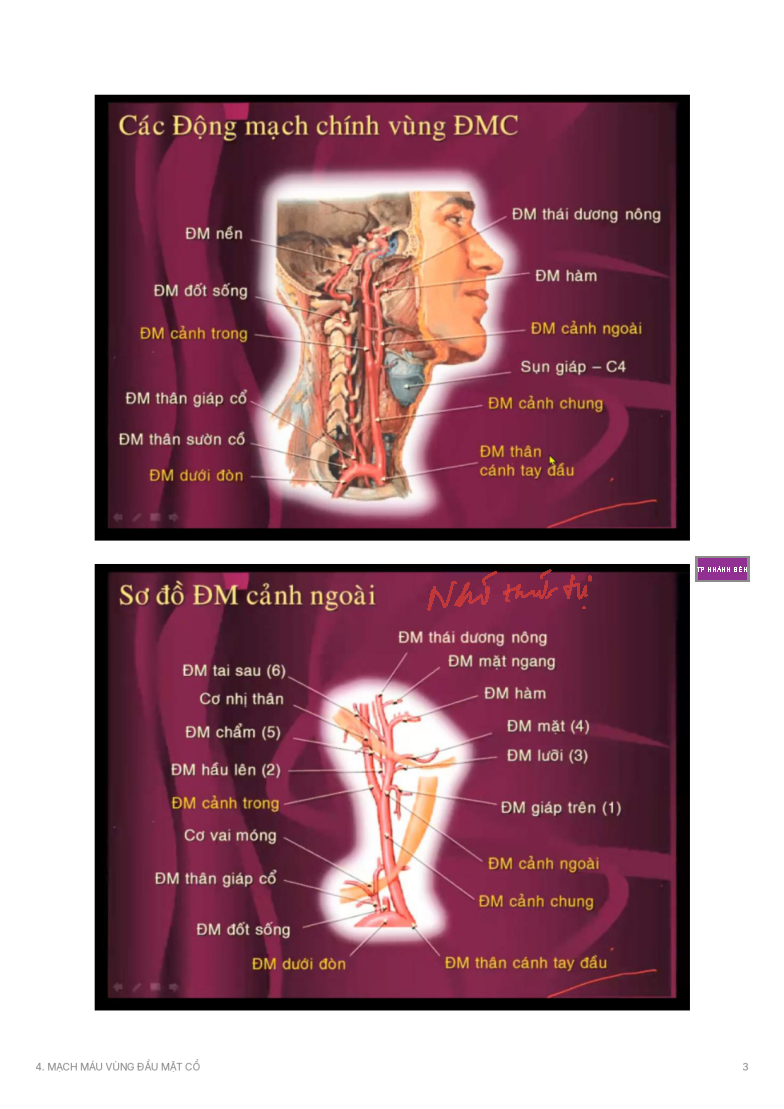 Các Động mạch chính vùng ĐMC
ĐM thái dương nông
ĐM nền
ĐM hàm
ĐM đốt sống
ĐM cảnh ngoài
ĐM cảnh trong
Sụn giáp – C4
ĐM thân giáp cổ
ĐM cảnh chung
ĐM thân sườn cổ
ĐM thân
cánh tay đầu
ĐM dưới đòn
TP NHÁNH BÊN
Sơ đồ ĐM cảnh ngoài
Nhớ thứ tự
ĐM thái dương nông
ĐM mặt ngang
ĐM tai sau (6)
ĐM hàm
Cơ nhị thân
ĐM mặt (4)
ĐM chẩm (5)
ĐM lưỡi (3)
ĐM hầu lên (2)
ĐM cảnh trong
ĐM giáp trên (1)
Cơ vai móng
ĐM cảnh ngoài
ĐM thân giáp cổ
ĐM cảnh chung
ĐM đốt sống
ĐM dưới đòn
ĐM thân cánh tay đầu
4. MẠCH MÁU VÙNG ĐẦU MẶT CỔ
3